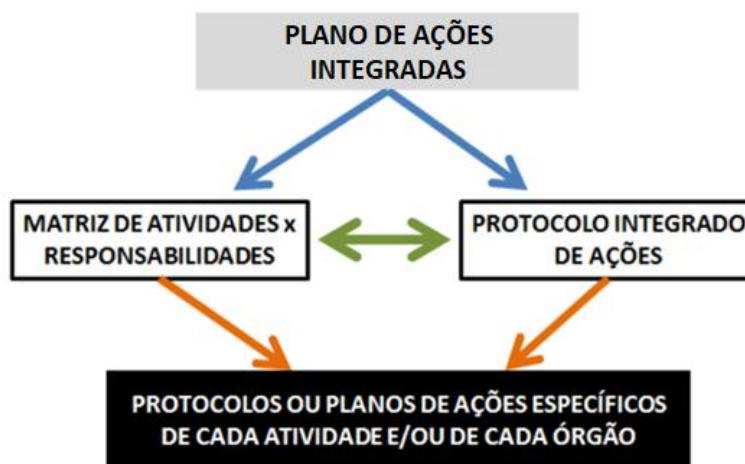 PLANO DE AÇÕES
INTEGRADAS
MATRIZ DE ATIVIDADES x
RESPONSABILIDADES
PROTOCOLO INTEGRADO
DE AÇÕES
PROTOCOLOS OU PLANOS DE AÇÕES ESPECÍFICOS
DE CADA ATIVIDADE E/OU DE CADA ÓRGÃO